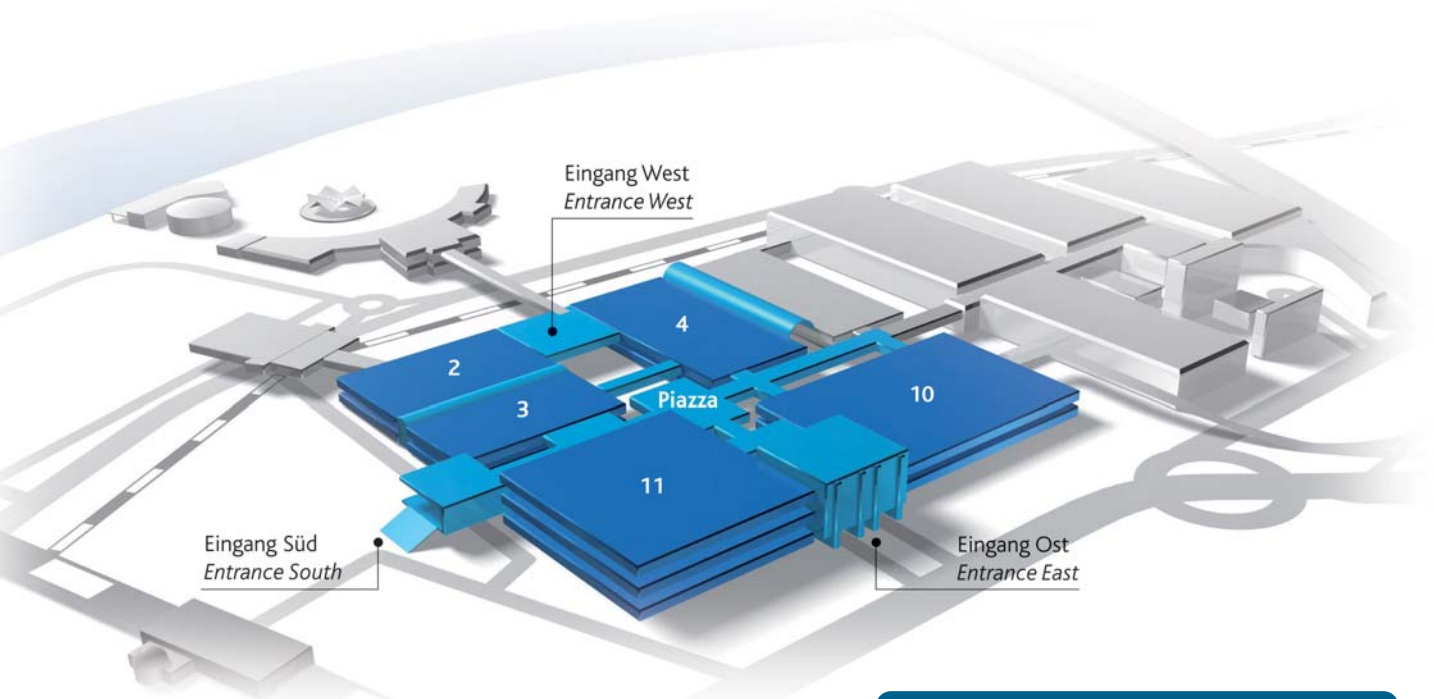 Eingang West
Entrance West
4
2
10
3
Piazza
11
Eingang Süd
Entrance South
Eingang Ost
Entrance East